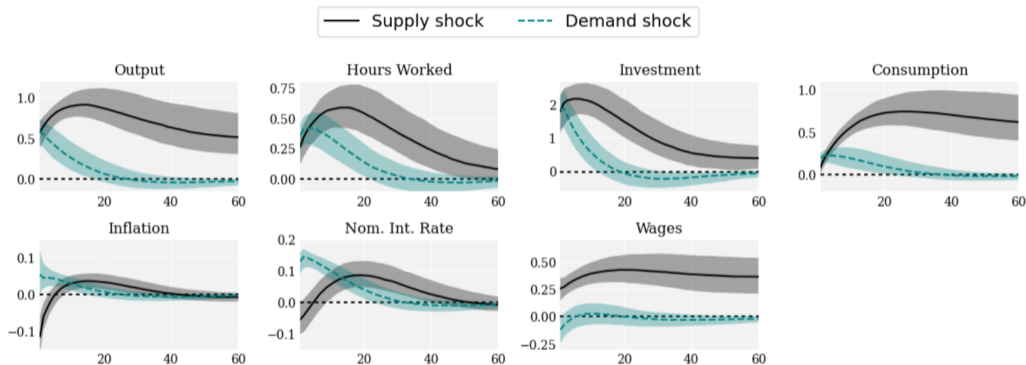 Supply shock Demand shock
Output Hours Worked Investment Consumption
1.0 0.5 0.0
0.75 0.50 0.25 0.00
2 1 0
1.0 0.5 0.0
20 40 60 20 40 60 20 40 60 20 40 60
Inflation Nom. Int. Rate Wages
0.1 0.0 −0.1
0.2 0.1 0.0 −0.1
0.50 0.25 0.00 −0.25
20 40 60 20 40 60 20 40 60